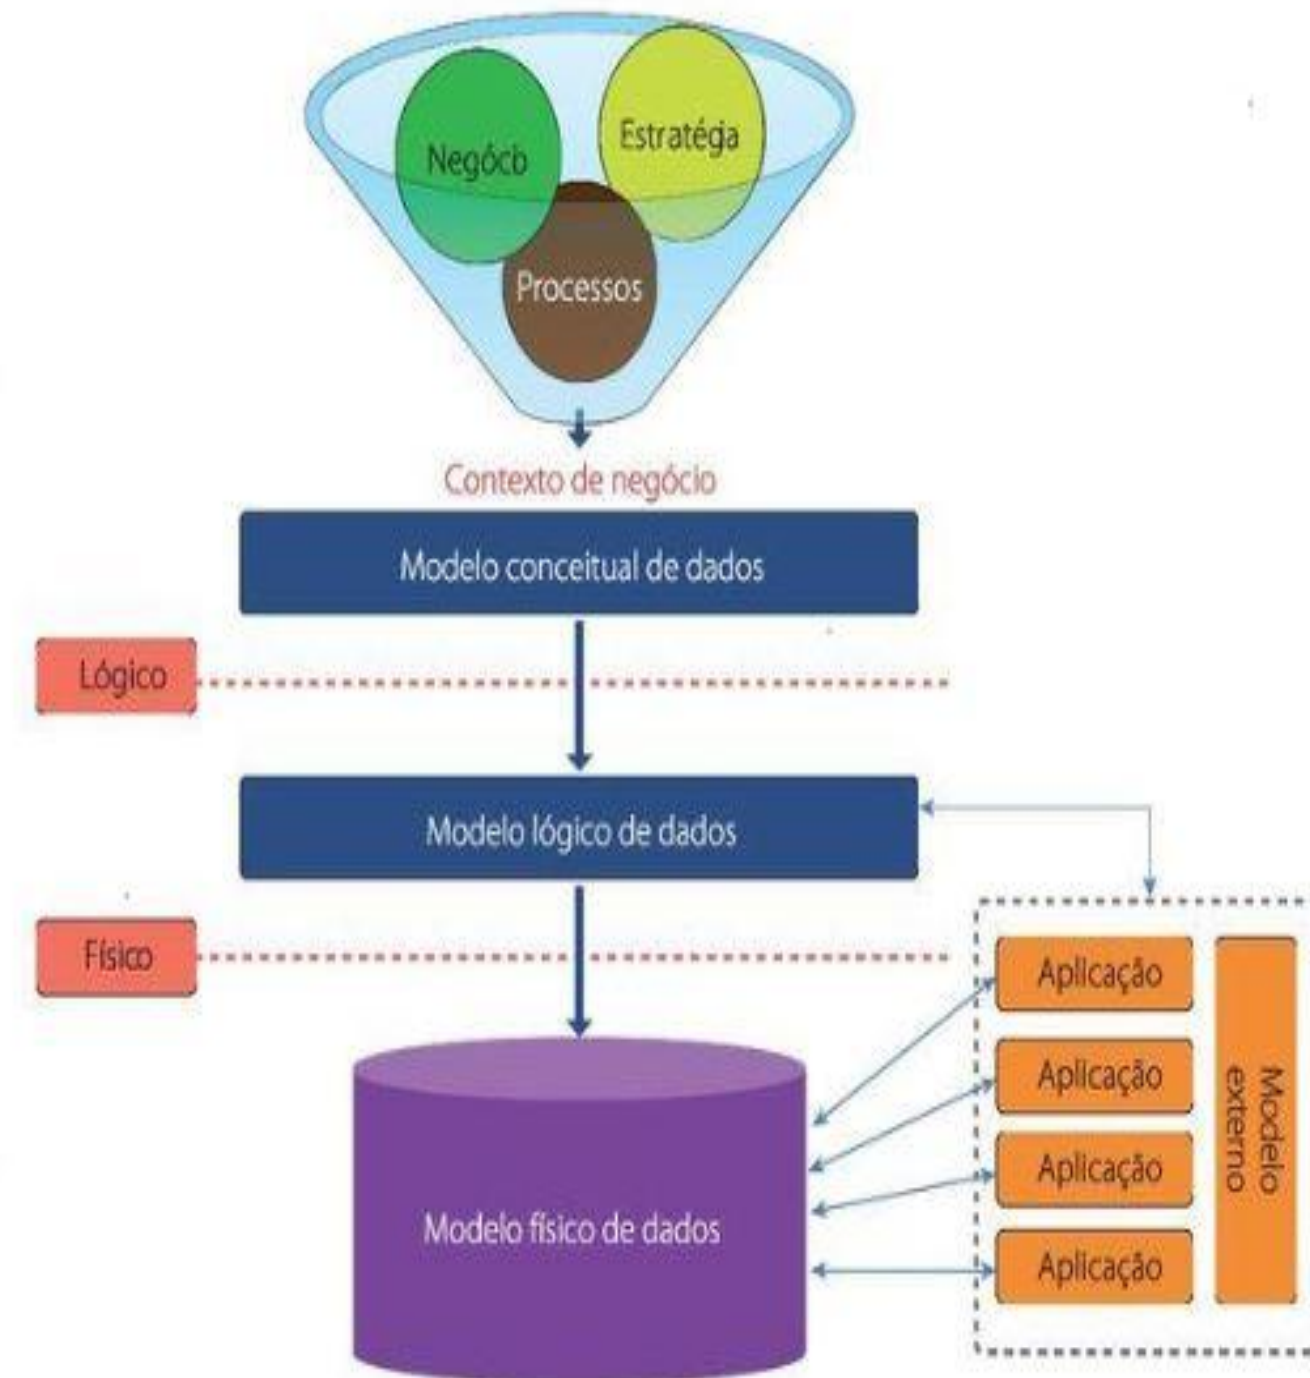 Negócb
Estratégia
Processos
Contexto de negócio
Modelo conceitual de dados
Lógico
Modelo lógico de dados
Físico
Aplicação
Aplicação
Aplicação
Aplicação
Modelo
externo
Modelo físico de dados